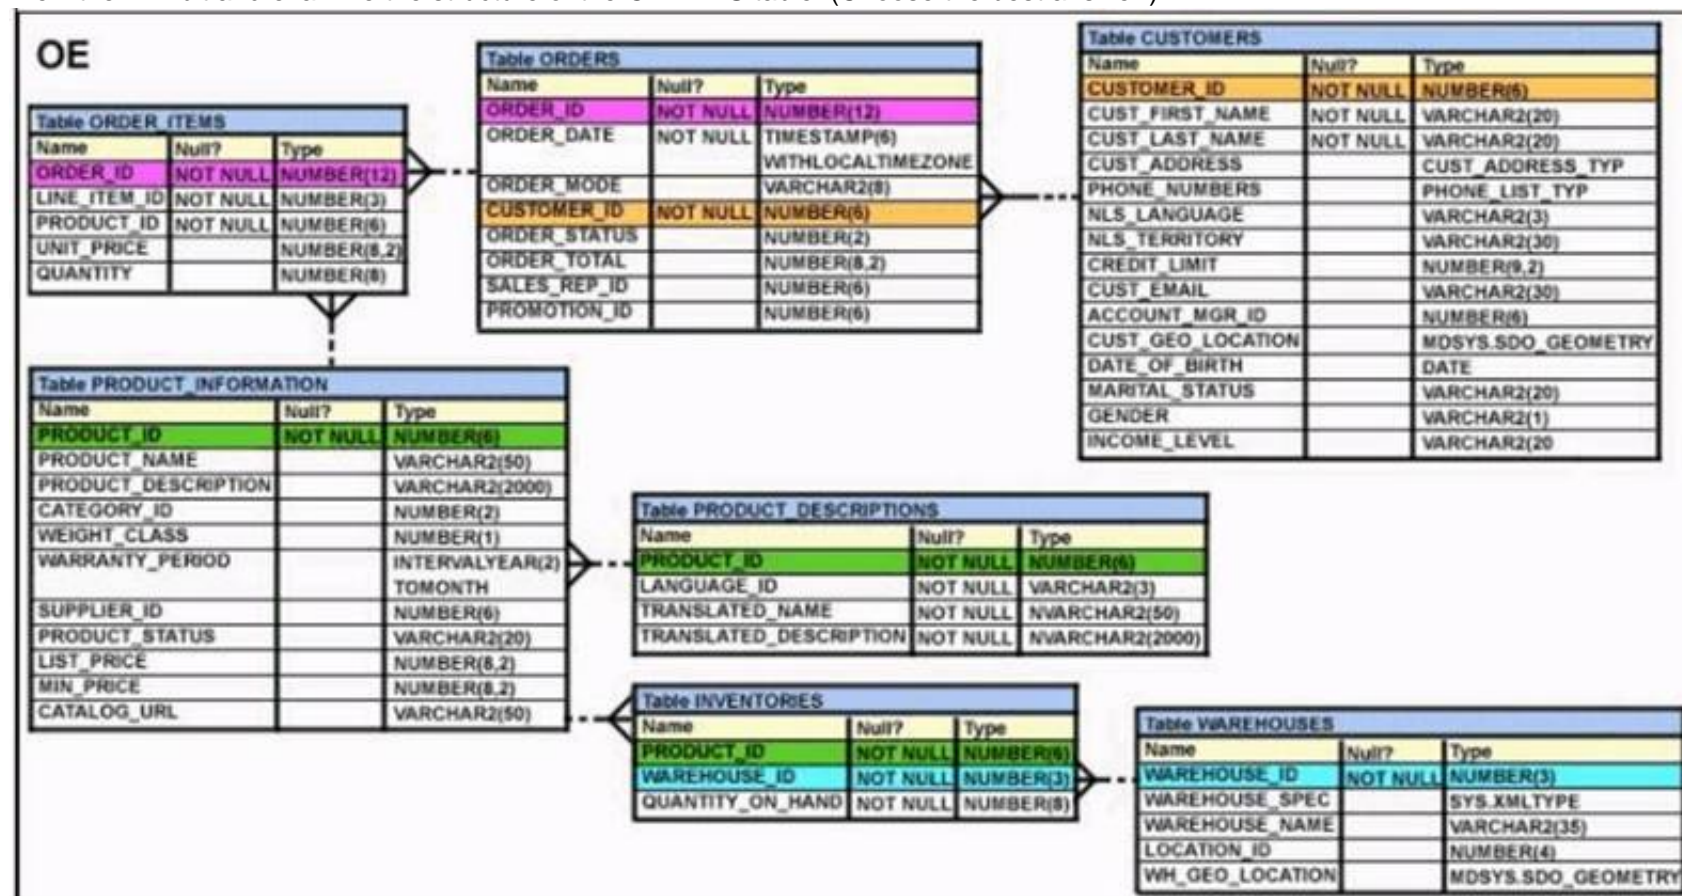 OE
Table ORDER_ITEMS
Name Null? Type
ORDER_ID NOT NULL NUMBER(12)
LINE_ITEM_ID NOT NULL NUMBER(3)
PRODUCT_ID NOT NULL NUMBER(6)
UNIT_PRICE NUMBER(8,2)
QUANTITY NUMBER(8)
Table ORDERS
Name Null? Type
ORDER_ID NOT NULL NUMBER(12)
ORDER_DATE NOT NULL TIMESTAMP(6)
WITHLOCALTIMEZONE
ORDER_MODE VARCHAR2(8)
CUSTOMER_ID NOT NULL NUMBER(6)
ORDER_STATUS NUMBER(2)
ORDER_TOTAL NUMBER(8,2)
SALES_REP_ID NUMBER(6)
PROMOTION_ID NUMBER(6)
Table CUSTOMERS
Name Null? Type
CUSTOMER_ID NOT NULL NUMBER(6)
CUST_FIRST_NAME NOT NULL VARCHAR2(20)
CUST_LAST_NAME NOT NULL VARCHAR2(20)
CUST_ADDRESS CUST_ADDRESS_TYP
PHONE_NUMBERS PHONE_LIST_TYP
NLS_LANGUAGE VARCHAR2(3)
NLS_TERRITORY VARCHAR2(30)
CREDIT_LIMIT NUMBER(9,2)
CUST_EMAIL VARCHAR2(30)
ACCOUNT_MGR_ID NUMBER(6)
CUST_GEO_LOCATION MDSYS.SDO_GEOMETRY
DATE_OF_BIRTH DATE
MARITAL_STATUS VARCHAR2(20)
GENDER VARCHAR2(1)
INCOME_LEVEL VARCHAR2(20
Table PRODUCT_INFORMATION
Name Null? Type
PRODUCT_ID NOT NULL NUMBER(6)
PRODUCT_NAME VARCHAR2(50)
PRODUCT_DESCRIPTION VARCHAR2(2000)
CATEGORY_ID NUMBER(2)
WEIGHT_CLASS NUMBER(1)
WARRANTY_PERIOD INTERVALYEAR(2)
TOMONTH
SUPPLIER_ID NUMBER(6)
PRODUCT_STATUS VARCHAR2(20)
LIST_PRICE NUMBER(8,2)
MIN_PRICE NUMBER(8,2)
CATALOG_URL VARCHAR2(50)
Table PRODUCT_DESCRIPTIONS
Name Null? Type
PRODUCT_ID NOT NULL NUMBER(6)
LANGUAGE_ID NOT NULL VARCHAR2(3)
TRANSLATED_NAME NOT NULL NVARCHAR2(50)
TRANSLATED_DESCRIPTION NOT NULL NVARCHAR2(2000)
Table INVENTORIES
Name Null? Type
PRODUCT_ID NOT NULL NUMBER(6)
WAREHOUSE_ID NOT NULL NUMBER(3)
QUANTITY_ON_HAND NOT NULL NUMBER(8)
Table WAREHOUSES
Name Null? Type
WAREHOUSE_ID NOT NULL NUMBER(3)
WAREHOUSE_SPEC SYS.XMLTYPE
WAREHOUSE_NAME VARCHAR2(35)
LOCATION_ID NUMBER(4)
WH_GEO_LOCATION MDSYS.SDO_GEOMETRY